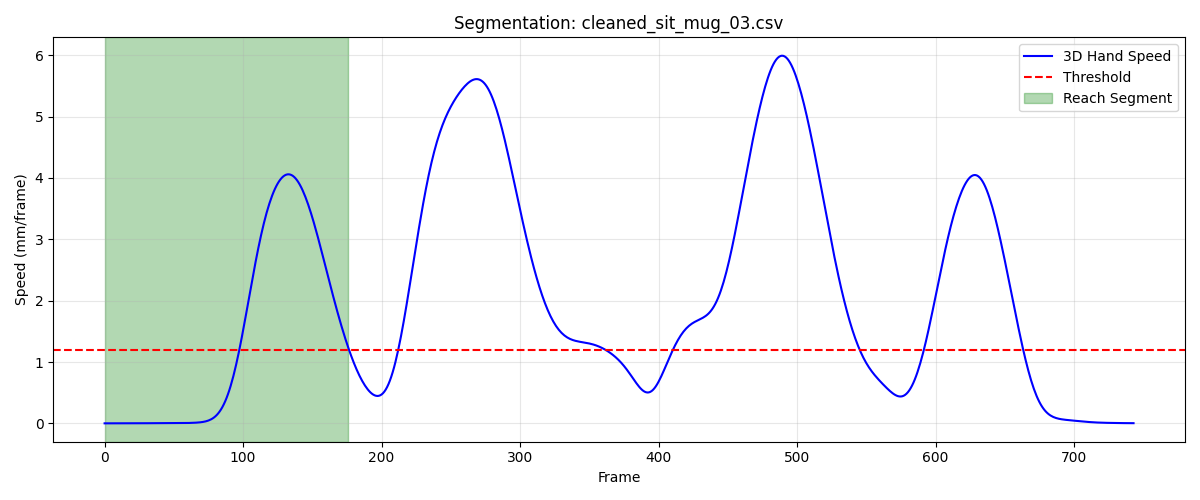 Segmentation: cleaned_sit_mug_03.csv
3D Hand Speed
Threshold
Reach Segment
Speed (mm/frame)
6
5
4
3
2
1
0
0 100 200 300 400 500 600 700
Frame